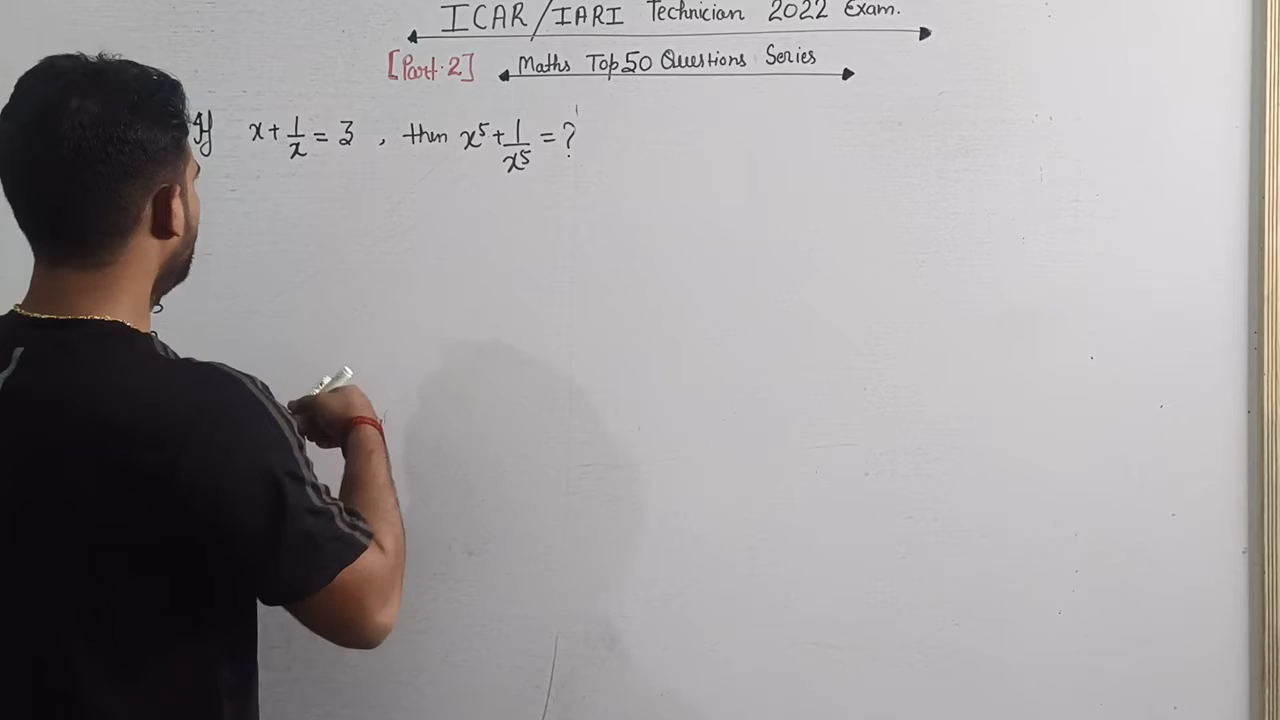 ICAR/IARI Technician 2022 Exam.
[Part-2] Maths Top 50 Questions Series
If x + 1/x = 3 , then x⁵ + 1/x⁵ = ?